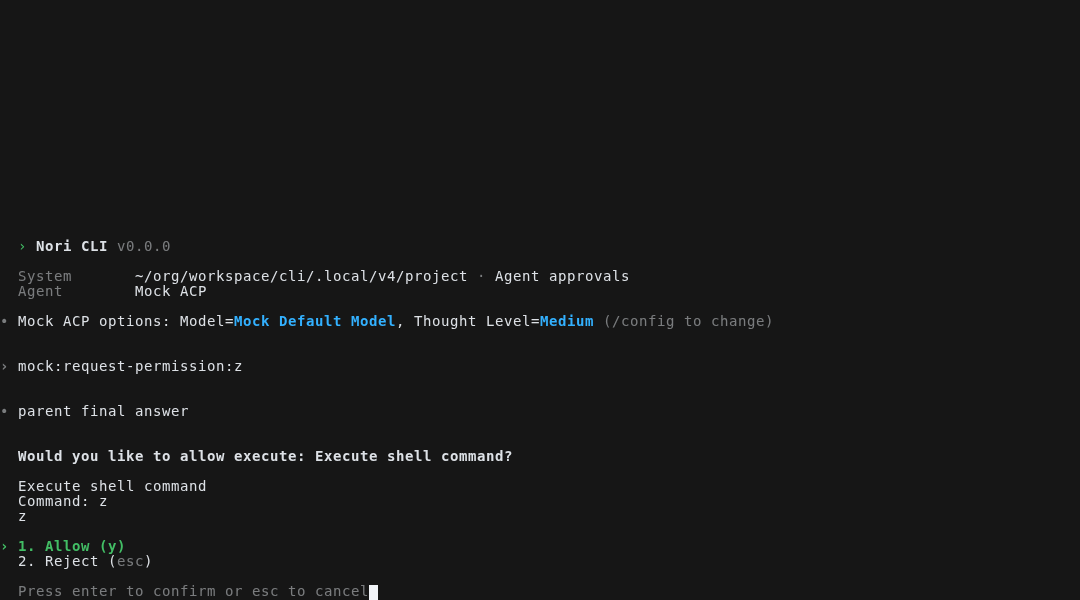 › Nori CLI v0.0.0
System ~/org/workspace/cli/.local/v4/project · Agent approvals
Agent Mock ACP
• Mock ACP options: Model=Mock Default Model, Thought Level=Medium (/config to change)
› mock:request-permission:z
• parent final answer
Would you like to allow execute: Execute shell command?
Execute shell command
Command: z
z
› 1. Allow (y)
2. Reject (esc)
Press enter to confirm or esc to cancel